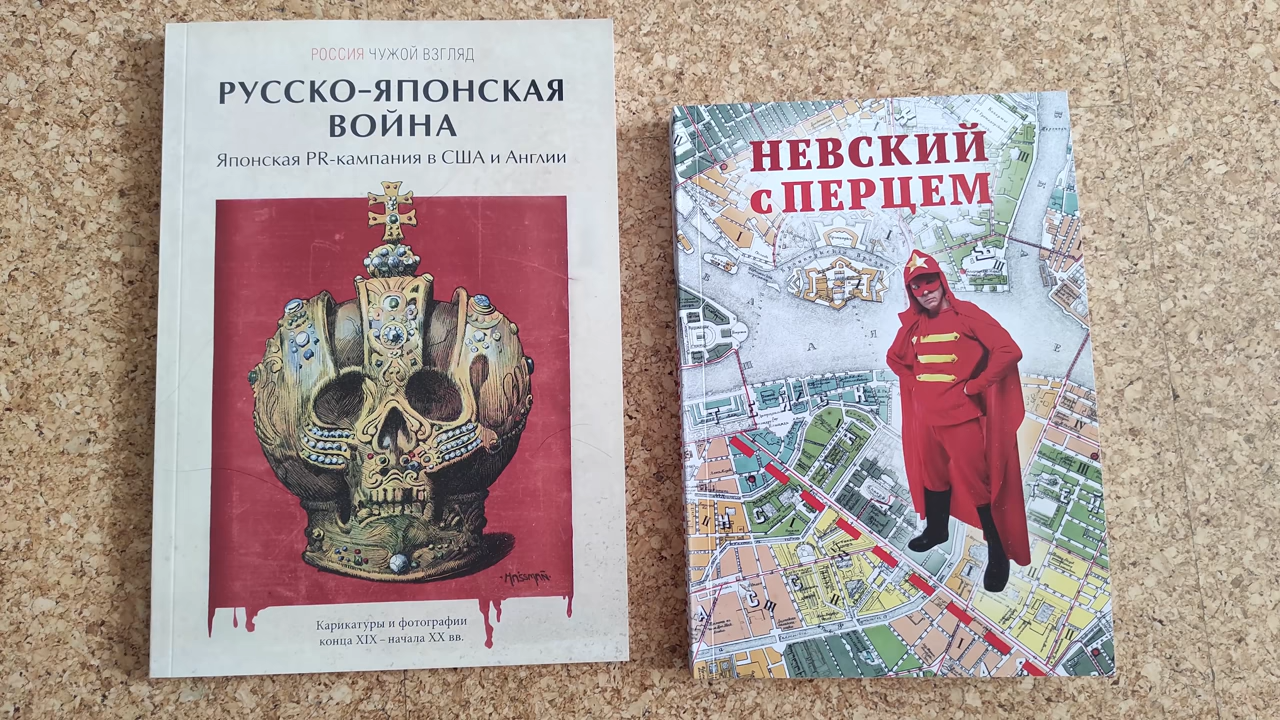 РОССИЯ ЧУЖОЙ ВЗГЛЯД
РУССКО-ЯПОНСКАЯ
ВОЙНА
Японская PR-кампания в США и Англии
Карикатуры и фотографии
конца XIX – начала XX вв.
НЕВСКИЙ
с ПЕРЦЕМ